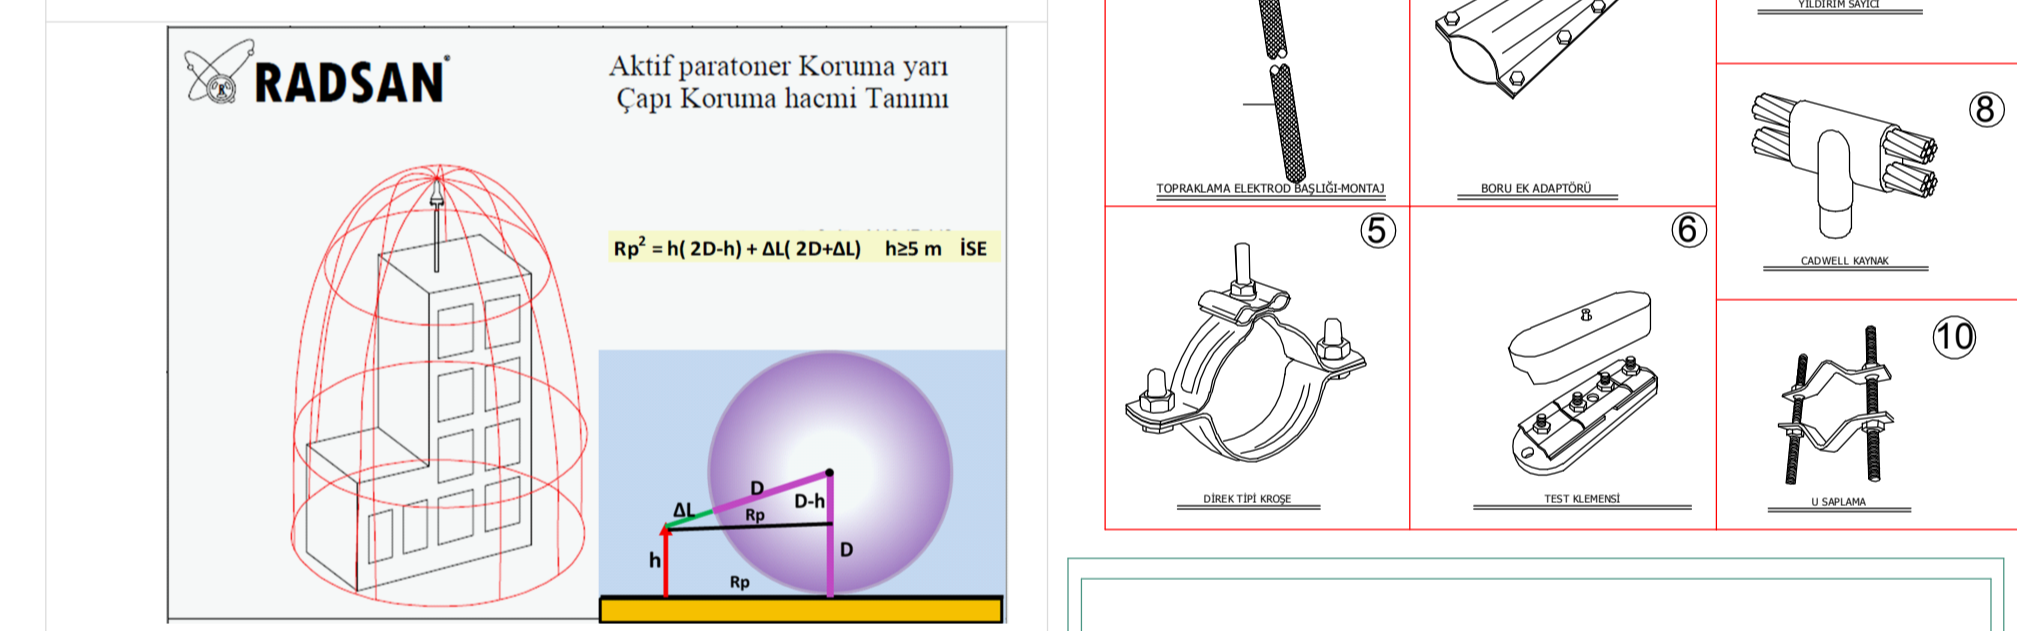 RADSAN®
Aktif paratoner Koruma yarı
Çapı Koruma hacmi Tanımı
Rp² = h( 2D-h) + ΔL( 2D+ΔL) h≥5 m İSE
D
D-h
ΔL
Rp
D
h
Rp
YILDIRIM SAYICI
TOPRAKLAMA ELEKTROD BAŞLIĞI-MONTAJ
BORU EK ADAPTÖRÜ
8
CADWELL KAYNAK
5
DİREK TİPİ KROŞE
6
TEST KLEMENSİ
10
U SAPLAMA